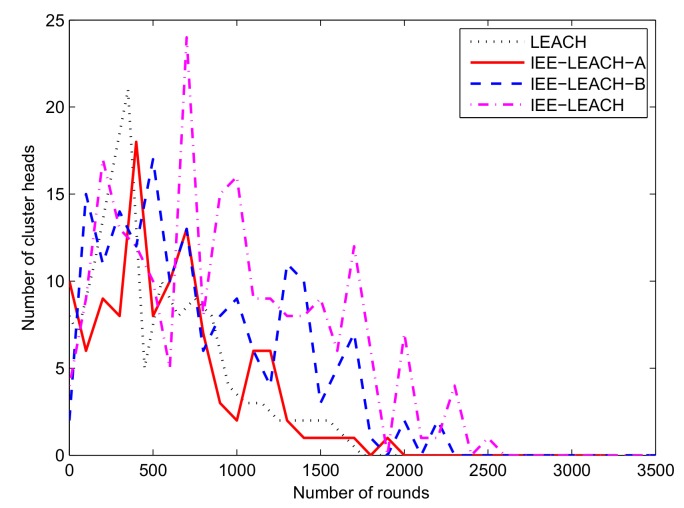 25
20
15
10
5
0
Number of cluster heads
LEACH
IEE−LEACH−A
IEE−LEACH−B
IEE−LEACH
0 500 1000 1500 2000 2500 3000 3500
Number of rounds